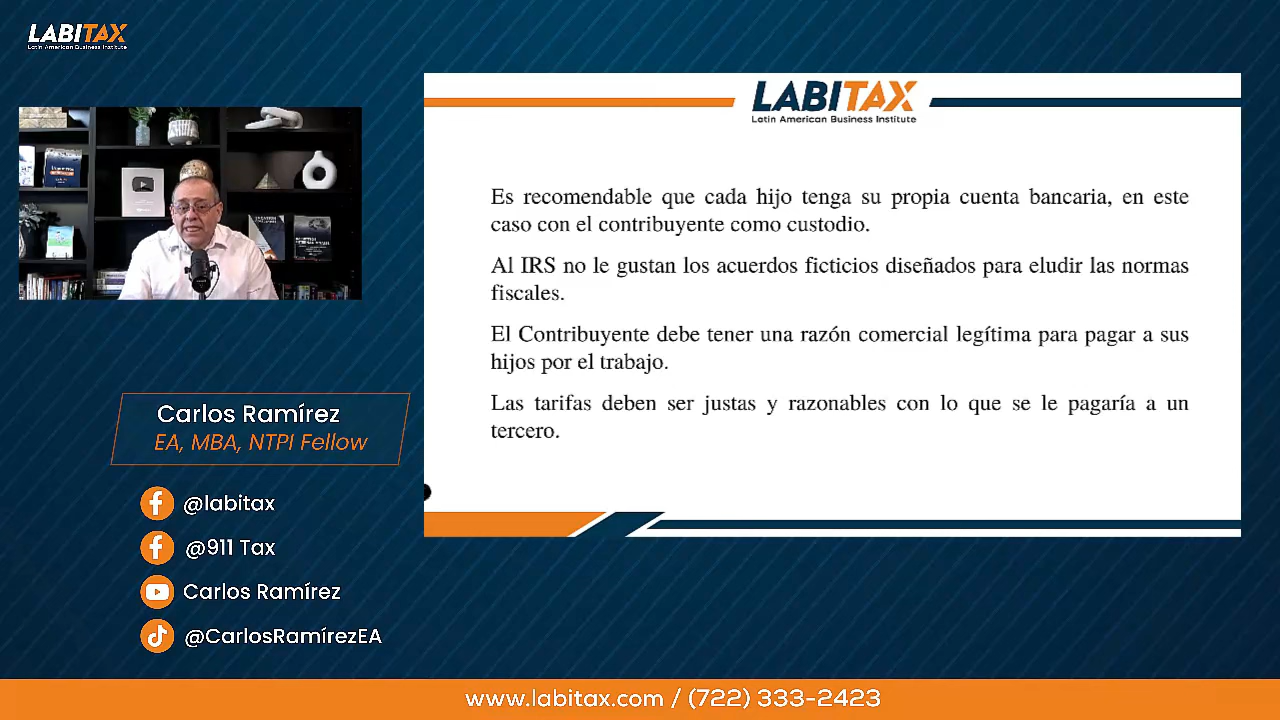 LABITAX
Latin American Business Institute
LABITAX
Latin American Business Institute
Es recomendable que cada hijo tenga su propia cuenta bancaria, en este
caso con el contribuyente como custodio.
Al IRS no le gustan los acuerdos ficticios diseñados para eludir las normas
fiscales.
El Contribuyente debe tener una razón comercial legítima para pagar a sus
hijos por el trabajo.
Las tarifas deben ser justas y razonables con lo que se le pagaría a un
tercero.
Carlos Ramírez
EA, MBA, NTPI Fellow
@labitax
@911 Tax
Carlos Ramírez
@CarlosRamírezEA
www.labitax.com / (722) 333-2423